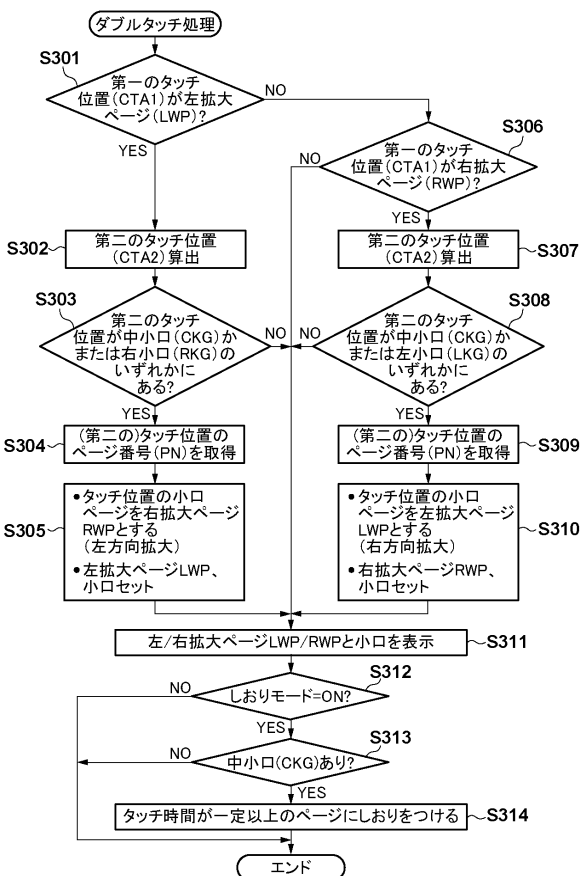 ダブルタッチ処理
S301
第一のタッチ
位置(CTA1)が左拡大
ページ(LWP)?
NO
YES
S306
第一のタッチ
位置(CTA1)が右拡大
ページ(RWP)?
NO
YES
S302
第二のタッチ位置
(CTA2)算出
第二のタッチ位置
(CTA2)算出
S307
S303
第二のタッチ
位置が中小口(CKG)か
または右小口(RKG)の
いずれかに
ある?
NO
YES
S308
第二のタッチ
位置が中小口(CKG)か
または左小口(LKG)の
いずれかに
ある?
NO
YES
S304
(第二の)タッチ位置の
ページ番号(PN)を取得
(第二の)タッチ位置の
ページ番号(PN)を取得
S309
S305
●タッチ位置の小口
ページを右拡大ページ
RWPとする
(左方向拡大)
●左拡大ページLWP、
小口セット
●タッチ位置の小口
ページを左拡大ページ
LWPとする
(右方向拡大)
●右拡大ページRWP、
小口セット
S310
左/右拡大ページLWP/RWPと小口を表示
S311
S312
しおりモード=ON?
NO
YES
S313
中小口(CKG)あり?
NO
YES
タッチ時間が一定以上のページにしおりをつける
S314
エンド